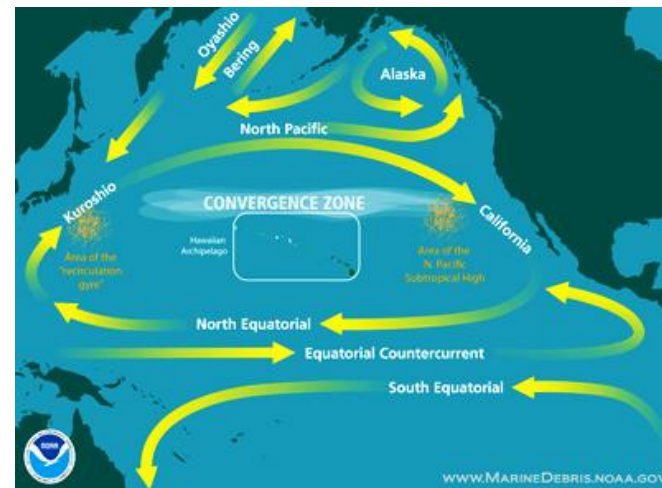 Oyashio
Bering
Alaska
North Pacific
Kuroshio
CONVERGENCE ZONE
California
Hawaiian
Archipelago
Area of the
"recirculation
gyre"
Area of the
N. Pacific
Subtropical High
North Equatorial
Equatorial Countercurrent
South Equatorial
NOAA
WWW.MARINEDEBRIS.NOAA.GOV